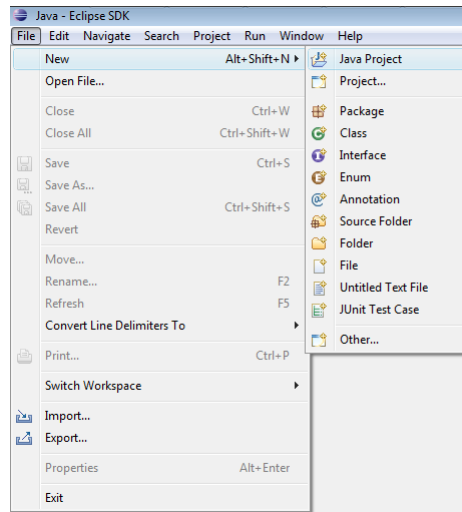 Java - Eclipse SDK
File Edit Navigate Search Project Run Window Help
New Alt+Shift+N
Open File...
Close Ctrl+W
Close All Ctrl+Shift+W
Save Ctrl+S
Save As...
Save All Ctrl+Shift+S
Revert
Move...
Rename... F2
Refresh F5
Convert Line Delimiters To
Print... Ctrl+P
Switch Workspace
Import...
Export...
Properties Alt+Enter
Exit
Java Project
Project...
Package
Class
Interface
Enum
Annotation
Source Folder
Folder
File
Untitled Text File
JUnit Test Case
Other...